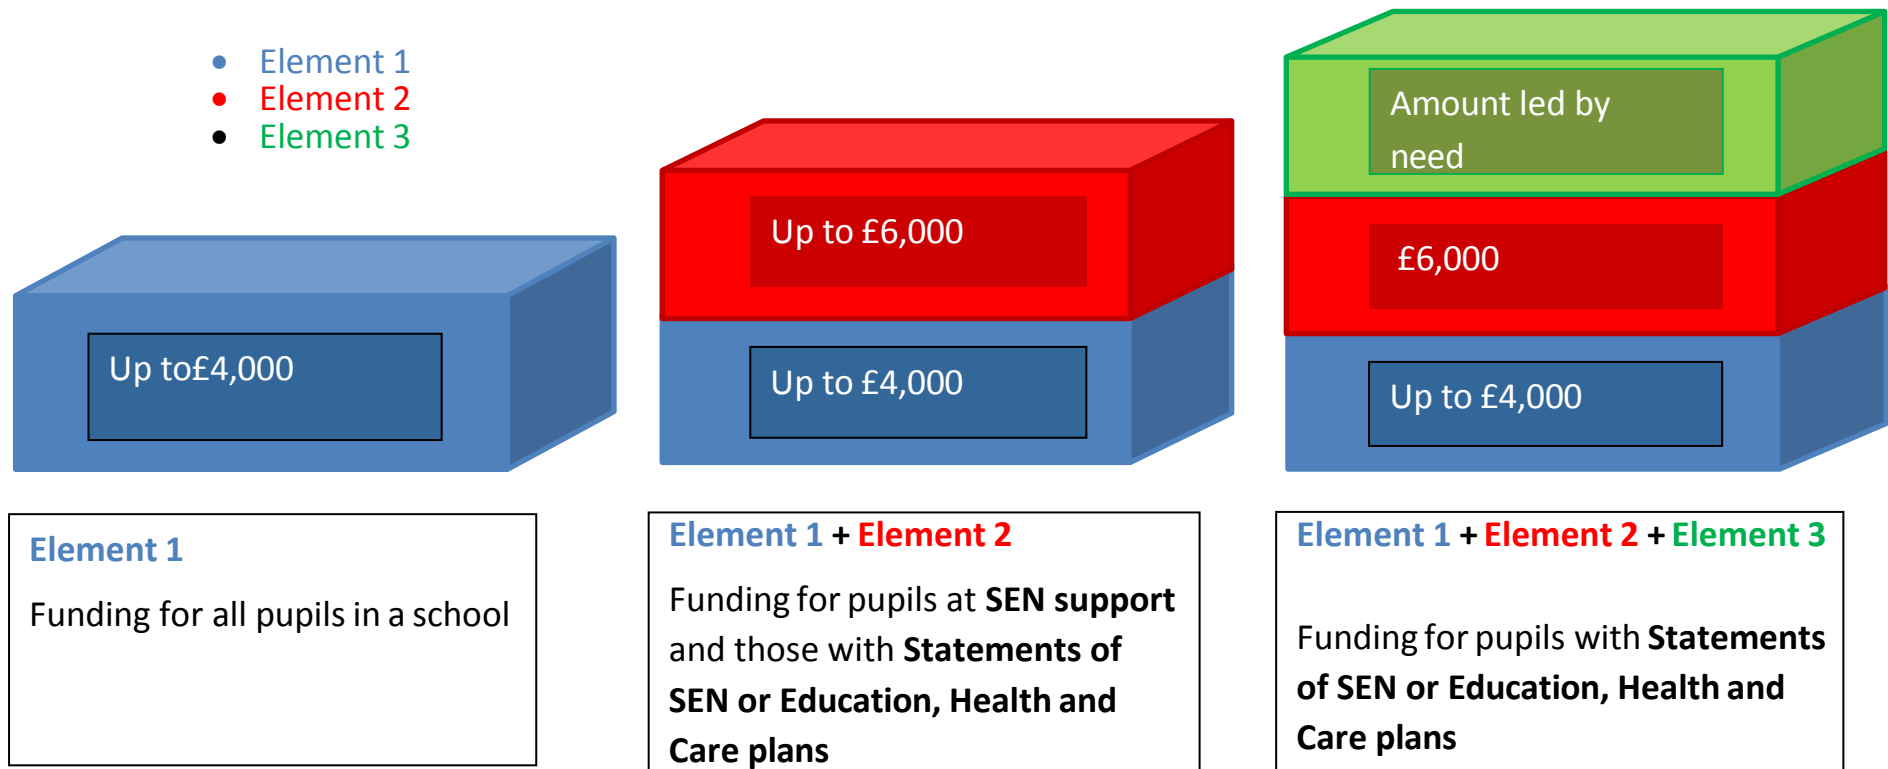 • Element 1
• Element 2
• Element 3
Up to£4,000
Element 1
Funding for all pupils in a school
Up to £6,000
Up to £4,000
Element 1 + Element 2
Funding for pupils at SEN support
and those with Statements of
SEN or Education, Health and
Care plans
Amount led by
need
£6,000
Up to £4,000
Element 1 + Element 2 + Element 3
Funding for pupils with Statements
of SEN or Education, Health and
Care plans